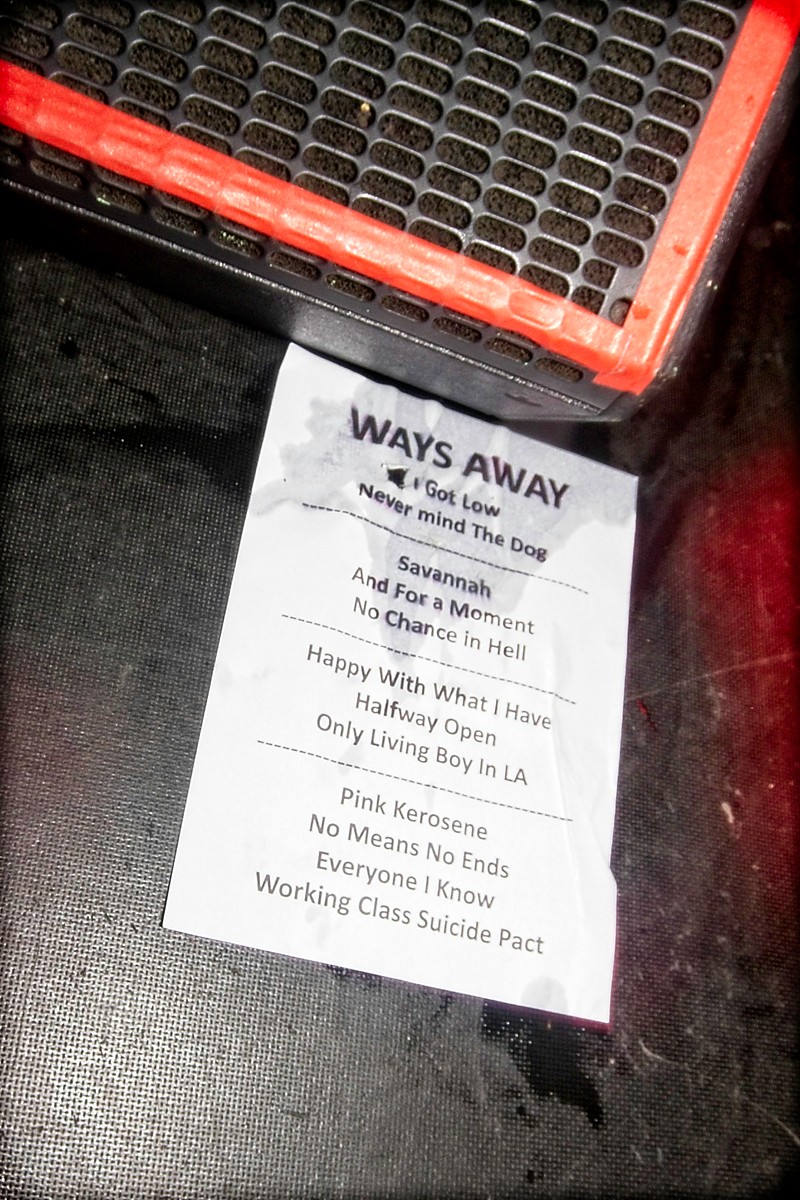 WAYS AWAY
I Got Low
Never mind The Dog
Savannah
And For a Moment
No Chance in Hell
Happy With What I Have
Halfway Open
Only Living Boy In LA
Pink Kerosene
No Means No Ends
Everyone I Know
Working Class Suicide Pact